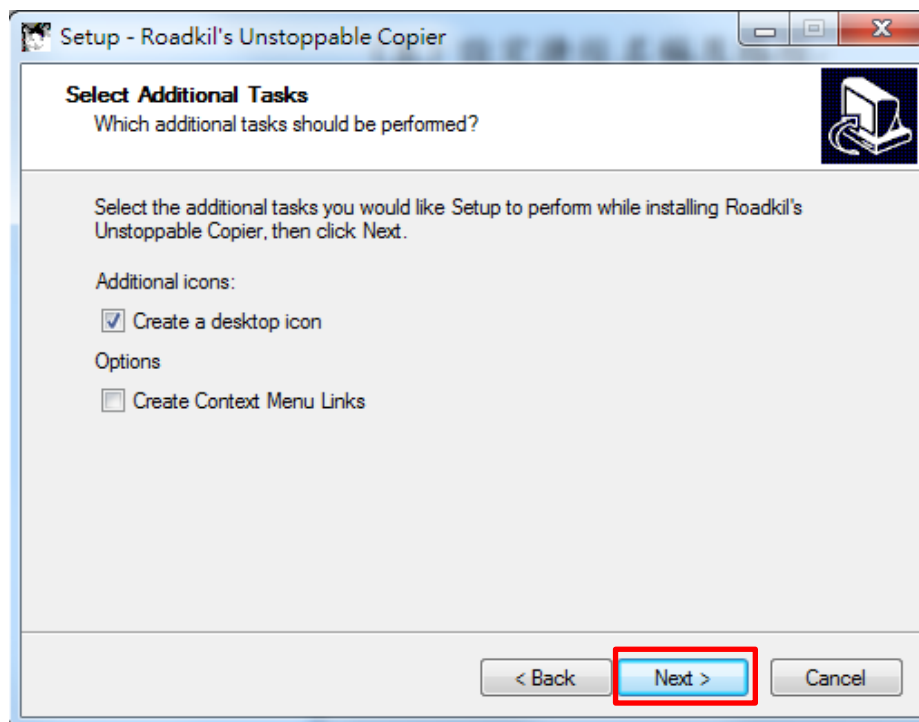 Setup - Roadkil's Unstoppable Copier
Select Additional Tasks
Which additional tasks should be performed?
Select the additional tasks you would like Setup to perform while installing Roadkil's
Unstoppable Copier, then click Next.
Additional icons:
Create a desktop icon
Options
Create Context Menu Links
< Back
Next >
Cancel